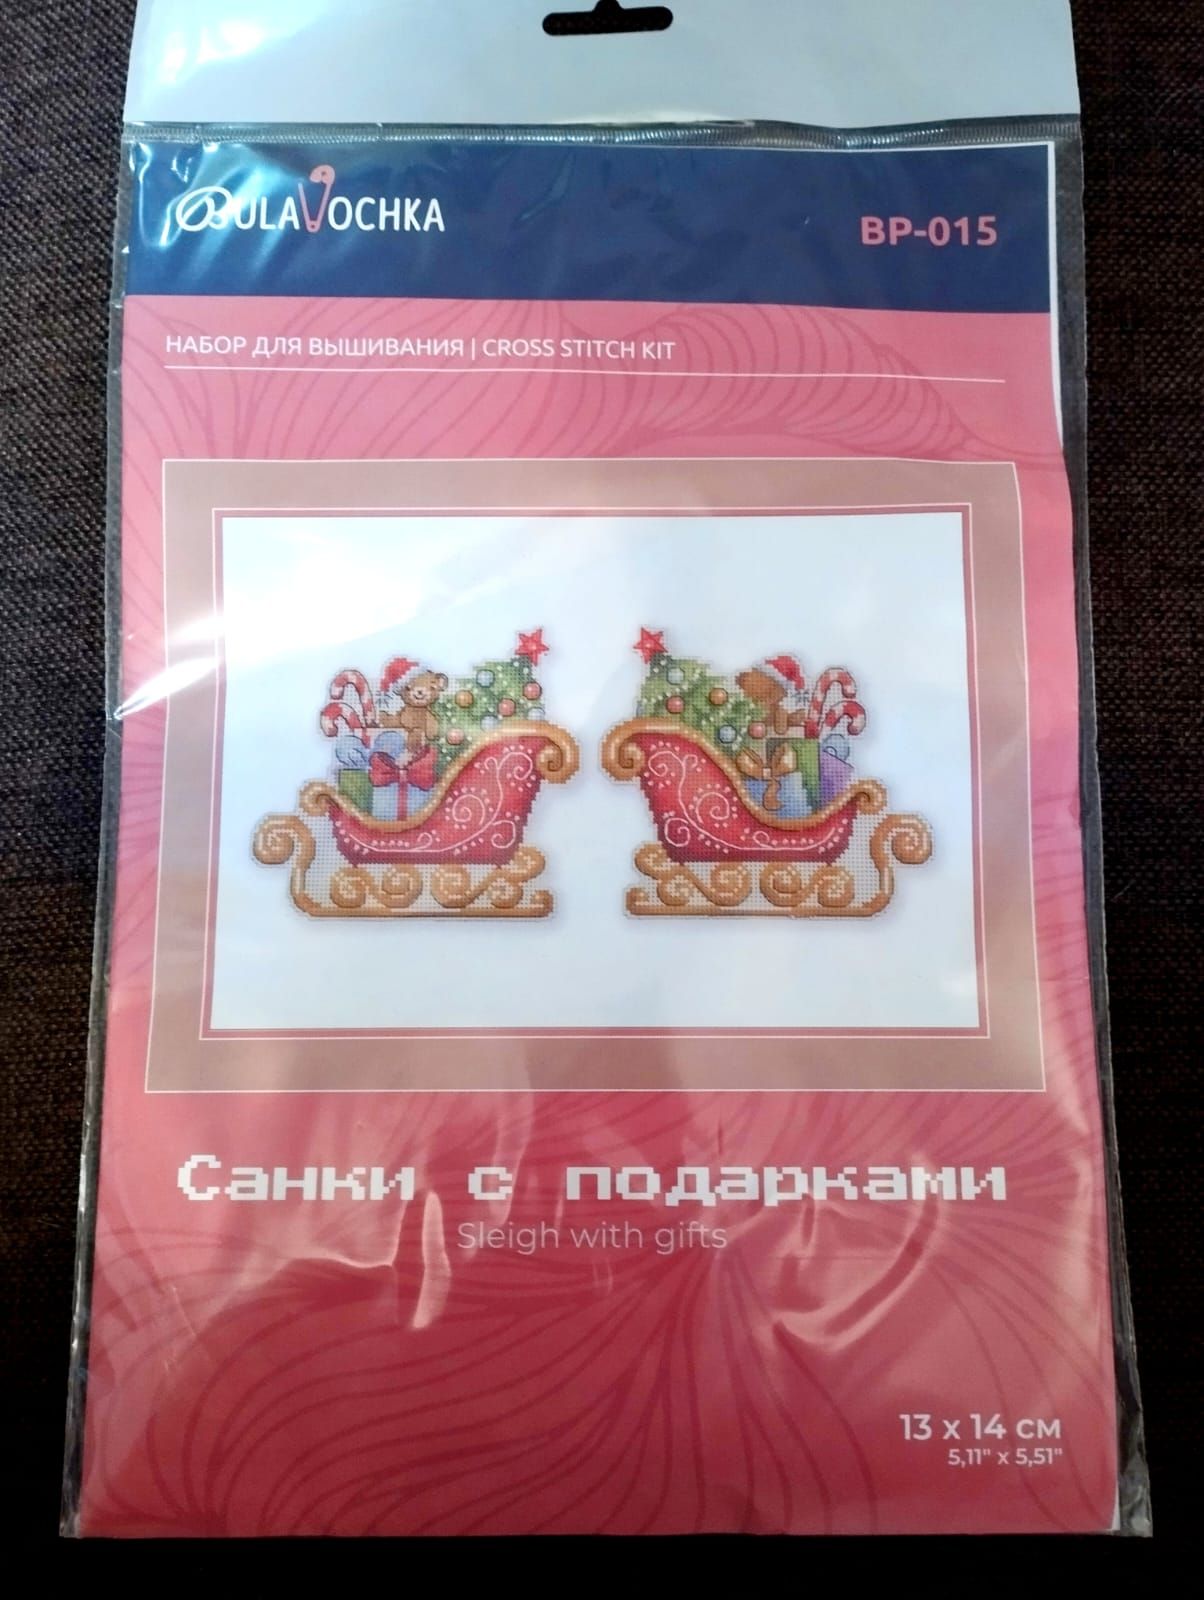 BULAVOCHKA
BP-015
НАБОР ДЛЯ ВЫШИВАНИЯ | CROSS STITCH KIT
Санки с подарками
Sleigh with gifts
13 x 14 см
5,11" x 5,51"